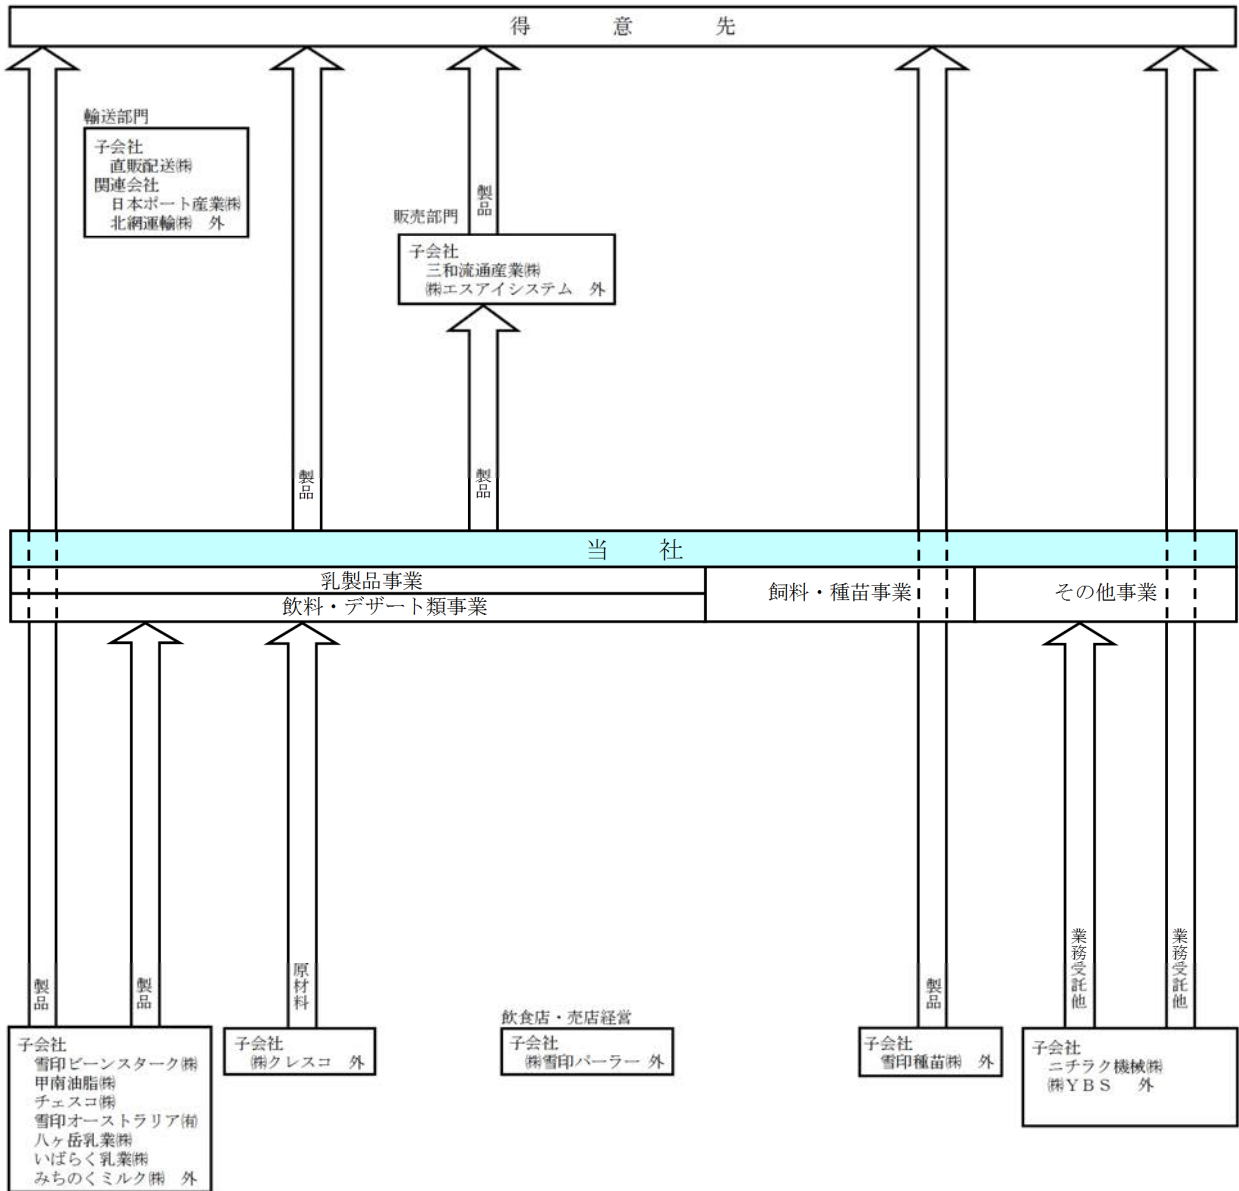 得　意　先
輸送部門
子会社
直販配送㈱
関連会社
日本ポート産業㈱
北網運輸㈱　外
製品
販売部門
子会社
三和流通産業㈱
㈱エスアイシステム　外
製品
製品
当　社
乳製品事業
飲料・デザート類事業
飼料・種苗事業
その他事業
製品
製品
原材料
製品
業務受託他
業務受託他
子会社
雪印ビーンスターク㈱
甲南油脂㈱
チェスコ㈱
雪印オーストラリア㈲
八ヶ岳乳業㈱
いばらく乳業㈱
みちのくミルク㈱　外
子会社
㈱クレスコ　外
飲食店・売店経営
子会社
㈱雪印パーラー　外
子会社
雪印種苗㈱　外
子会社
ニチラク機械㈱
㈱ＹＢＳ　外